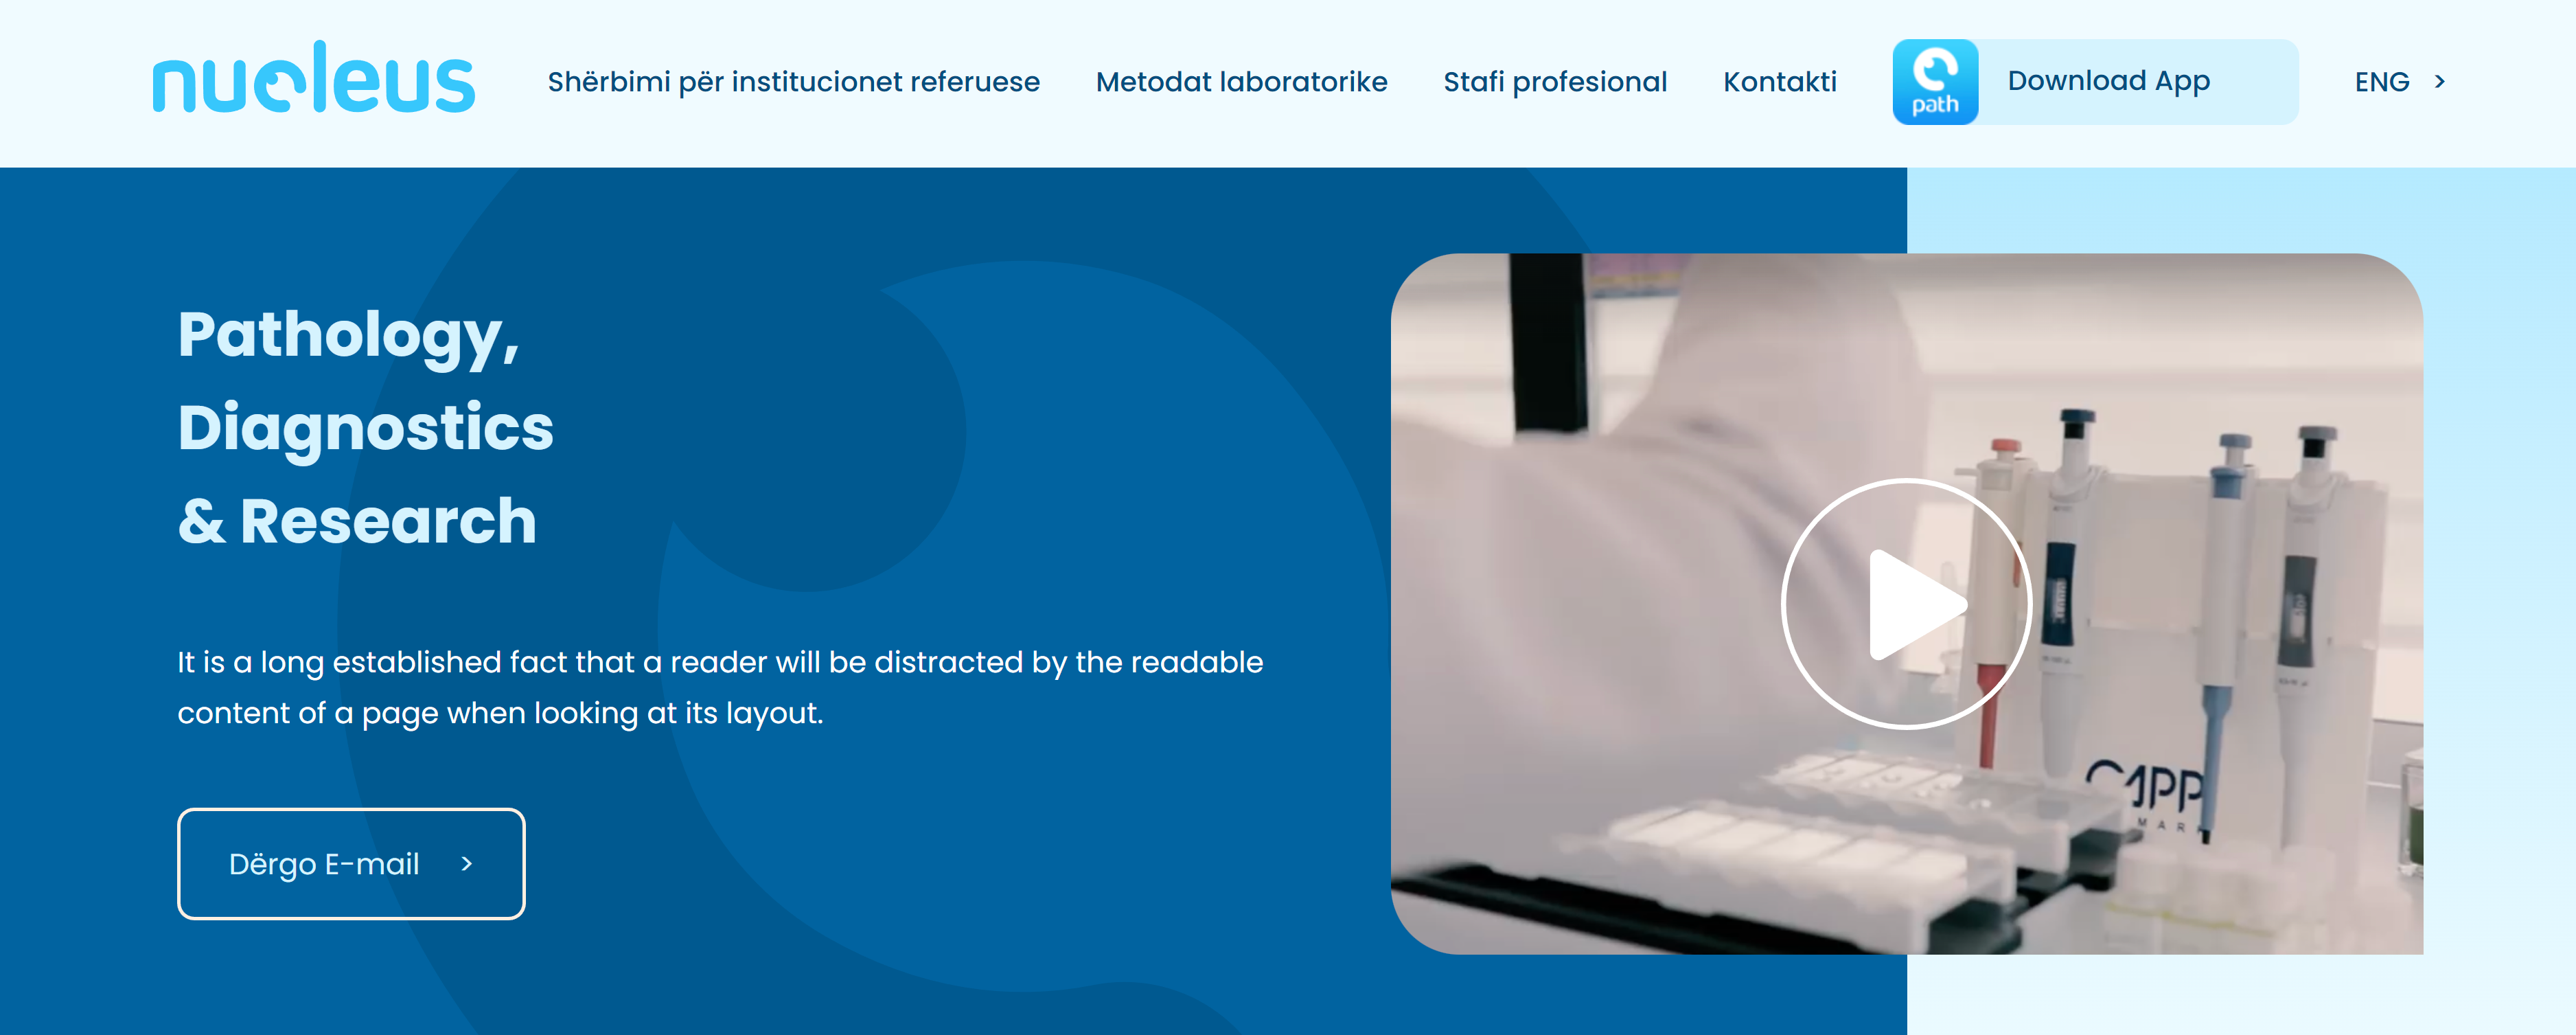 nucleus
Shërbimi për institucionet referuese
Metodat laboratorike
Stafi profesional
Kontakti
path
Download App
ENG >
Pathology,
Diagnostics
& Research
It is a long established fact that a reader will be distracted by the readable
content of a page when looking at its layout.
Dërgo E-mail >
CAPP